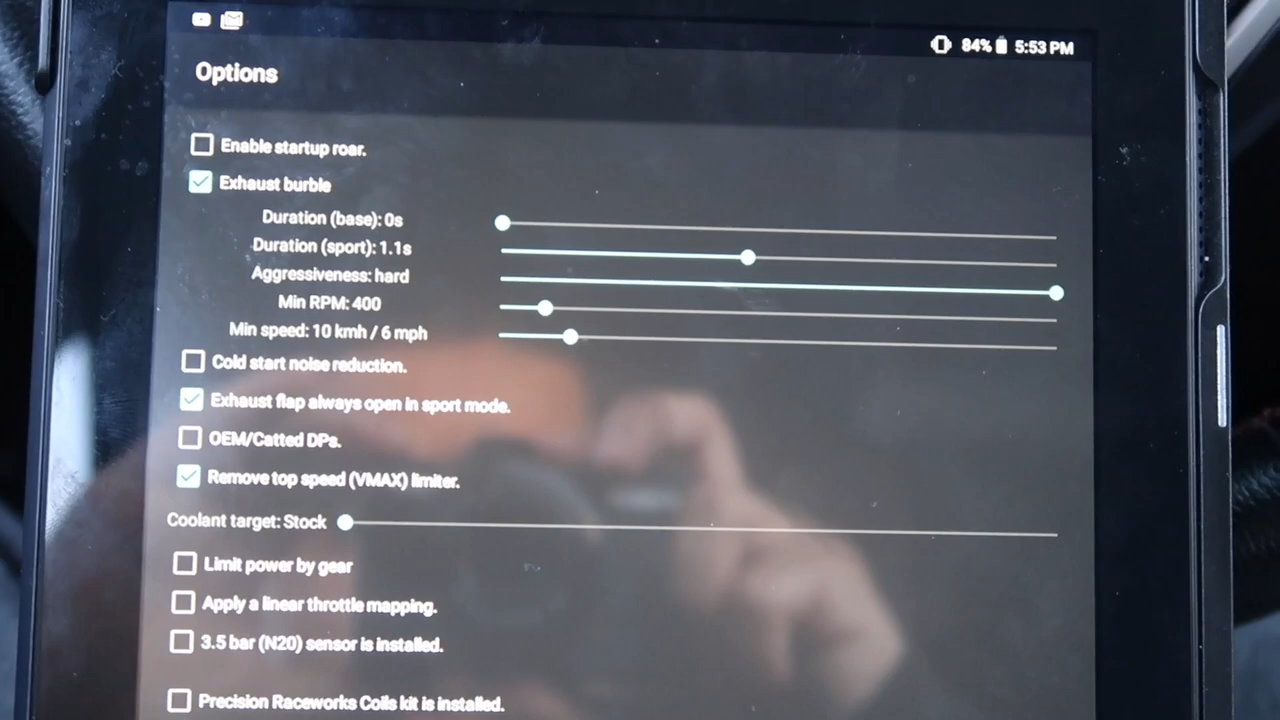 84% 5:53 PM
Options
Enable startup roar.
Exhaust burble
Duration (base): 0s
Duration (sport): 1.1s
Aggressiveness: hard
Min RPM: 400
Min speed: 10 kmh / 6 mph
Cold start noise reduction.
Exhaust flap always open in sport mode.
OEM/Catted DPs.
Remove top speed (VMAX) limiter.
Coolant target: Stock
Limit power by gear
Apply a linear throttle mapping.
3.5 bar (N20) sensor is installed.
Precision Raceworks Coils kit is installed.